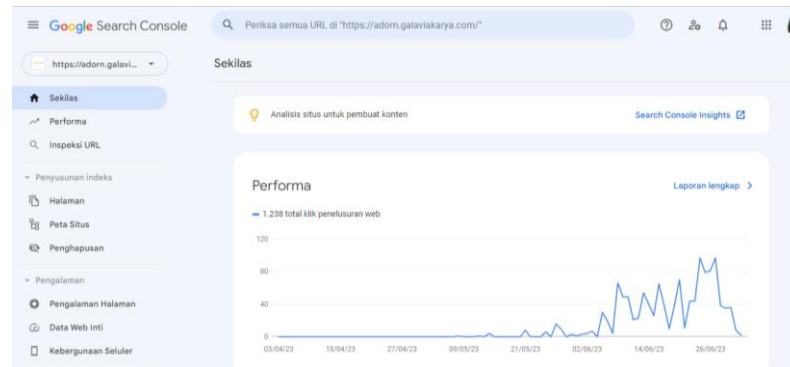 Google Search Console
Periksa semua URL di "https://adorn.galaviakarya.com/"
https://adorn.galavi...
Sekilas
Sekilas
Performa
Inspeksi URL
Penyusunan indeks
Halaman
Peta Situs
Penghapusan
Pengalaman
Pengalaman Halaman
Data Web Inti
Kebergunaan Seluler
Analisis situs untuk pembuat konten
Search Console Insights
Performa
Laporan lengkap
1.238 total klik penelusuran web
120
80
40
0
03/04/23 15/04/23 27/04/23 09/05/23 21/05/23 02/06/23 14/06/23 26/06/23